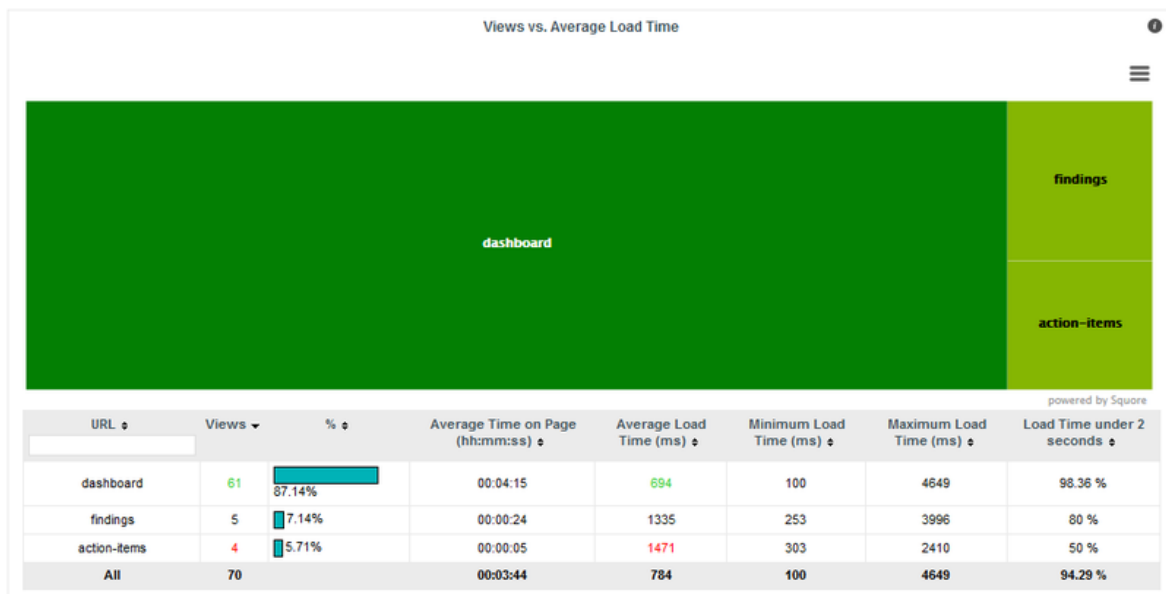 Views vs. Average Load Time
dashboard
findings
action-items
powered by Squore
URL Views % Average Time on Page (hh:mm:ss) Average Load Time (ms) Minimum Load Time (ms) Maximum Load Time (ms) Load Time under 2 seconds
dashboard 61 87.14% 00:04:15 694 100 4649 98.36 %
findings 5 7.14% 00:00:24 1335 253 3996 80 %
action-items 4 5.71% 00:00:05 1471 303 2410 50 %
All 70 00:03:44 784 100 4649 94.29 %